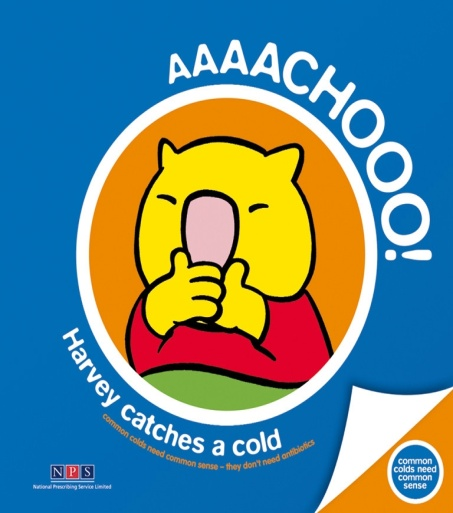 AAAACHOOO!
Harvey catches a cold
common colds need common sense – they don't need antibiotics
NPS
National Prescribing Service Limited
common
colds need
common
sense